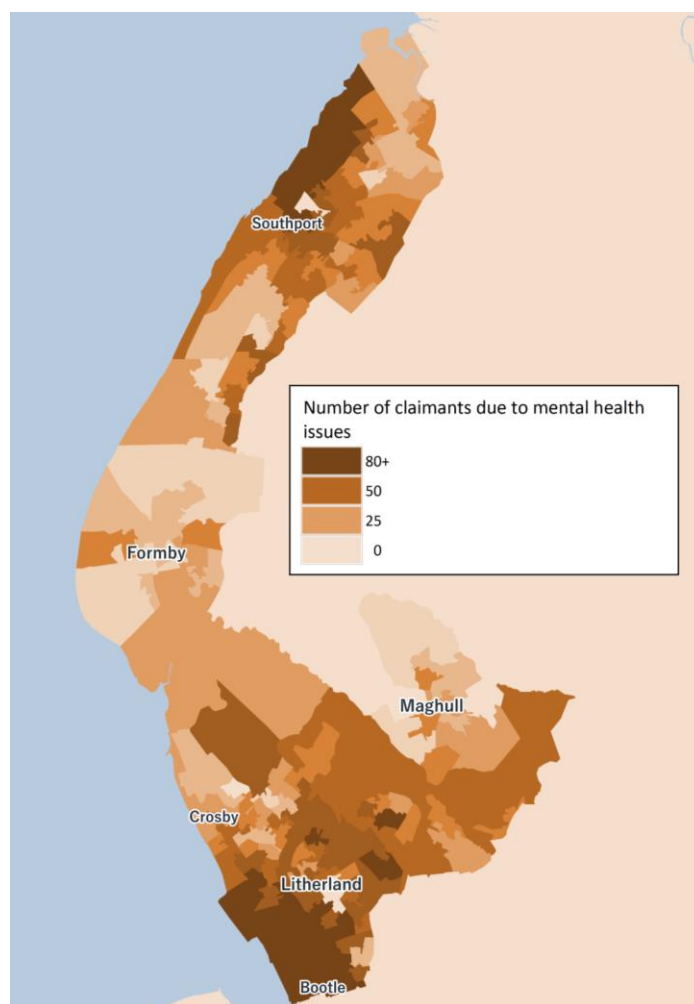 Southport
Number of claimants due to mental health
issues
80+
50
25
0
Formby
Maghull
Crosby
Litherland
Bootle